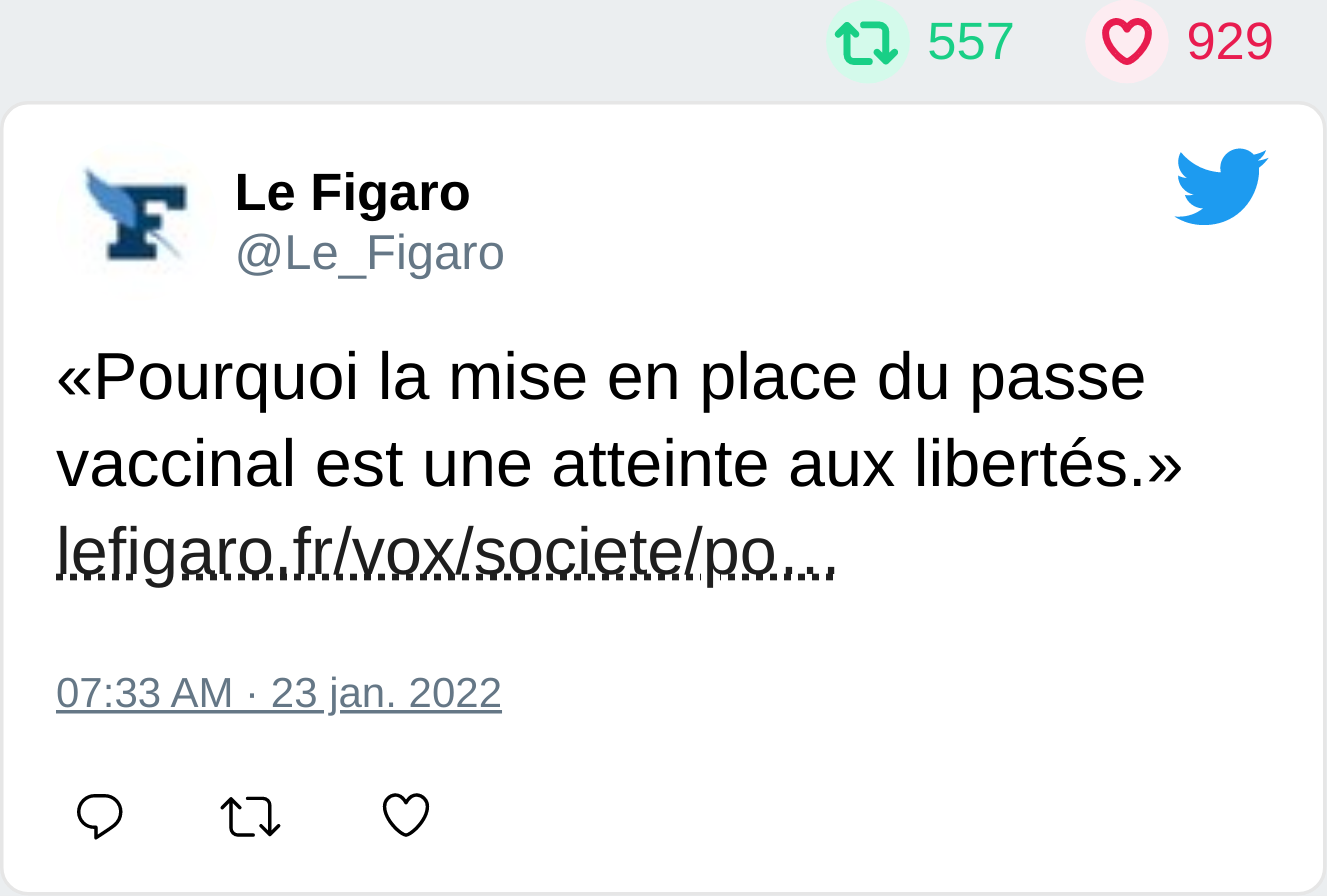 557 929
Le Figaro
@Le_Figaro
«Pourquoi la mise en place du passe
vaccinal est une atteinte aux libertés.»
lefigaro.fr/vox/societe/po...
07:33 AM · 23 jan. 2022